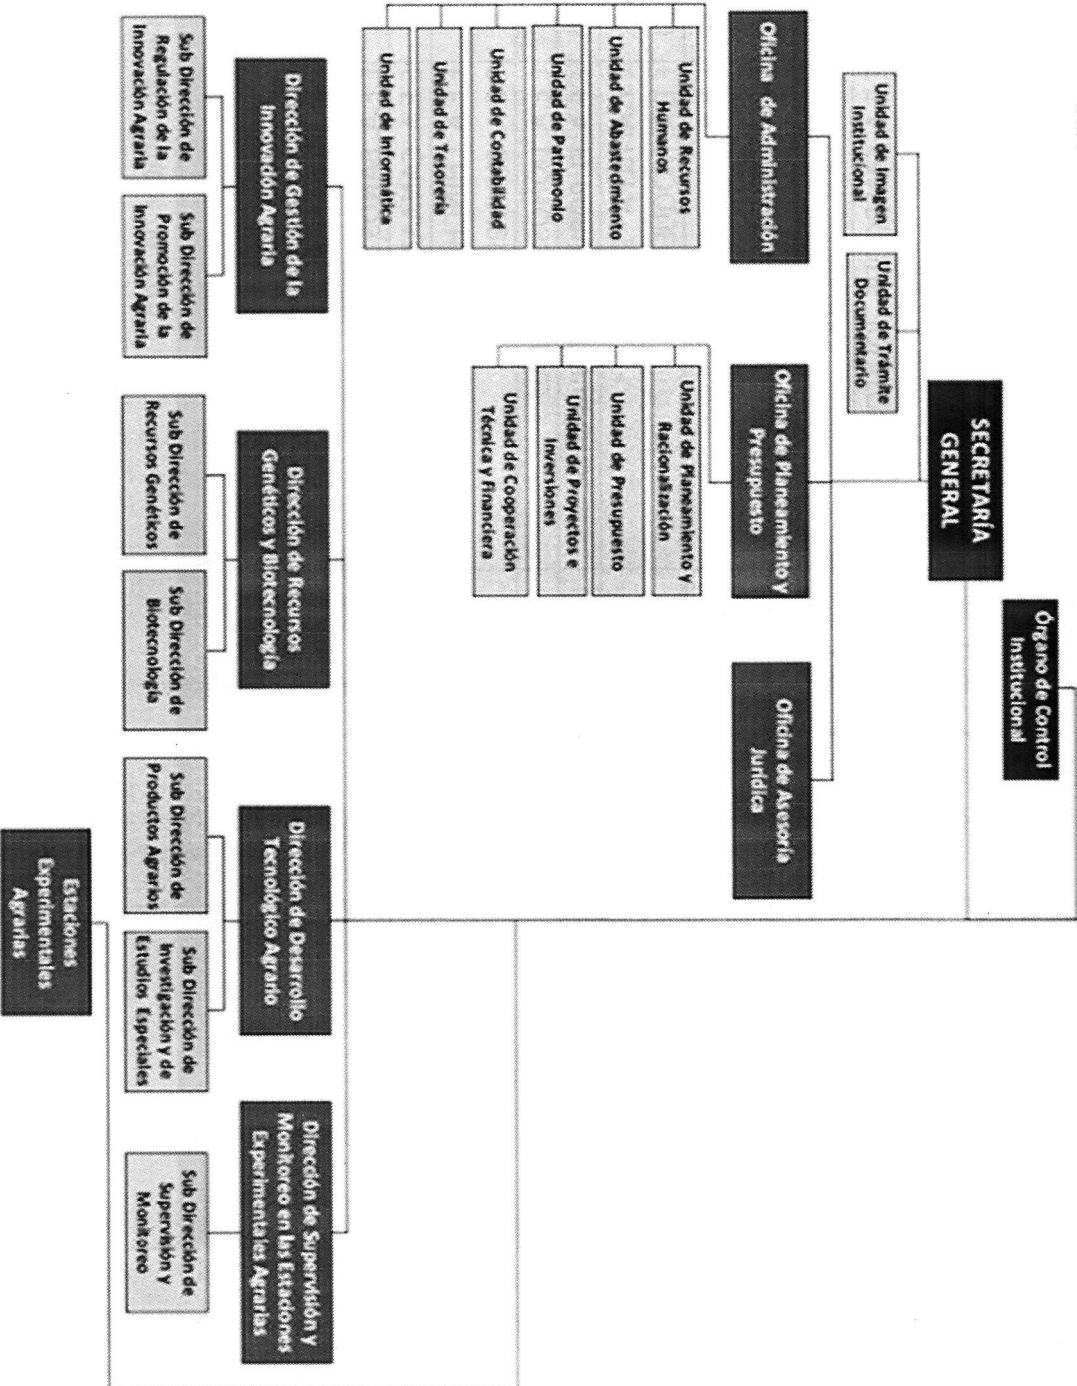 Órgano de Control
Institucional
SECRETARÍA
GENERAL
Unidad de Imagen
Institucional
Unidad de Trámite
Documentario
Oficina de Administración
Oficina de Planeamiento y
Presupuesto
Oficina de Asesoría
Jurídica
Unidad de Recursos
Humanos
Unidad de Abastecimiento
Unidad de Patrimonio
Unidad de Contabilidad
Unidad de Tesorería
Unidad de Informática
Unidad de Planeamiento y
Racionalización
Unidad de Presupuesto
Unidad de Proyectos e
Inversiones
Unidad de Cooperación
Técnica y Financiera
Dirección de Gestión de la
Innovación Agraria
Dirección de Recursos
Genéticos y Biotecnología
Dirección de Desarrollo
Tecnológico Agrario
Dirección de Supervisión y
Monitoreo en las Estaciones
Experimentales Agrarias
Sub Dirección de
Regulación de la
Innovación Agraria
Sub Dirección de
Promoción de la
Innovación Agraria
Sub Dirección de
Recursos Genéticos
Sub Dirección de
Biotecnología
Sub Dirección de
Productos Agrarios
Sub Dirección de
Investigación y de
Estudios Especiales
Sub Dirección de
Supervisión y
Monitoreo
Estaciones
Experimentales
Agrarias